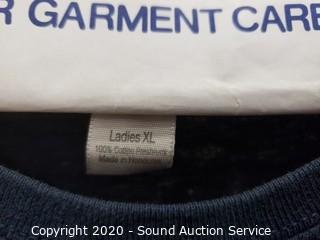 R GARMENT CARE
Ladies XL
100% Cotton Preshrunk
Made in Honduras
Copyright 2020 - Sound Auction Service